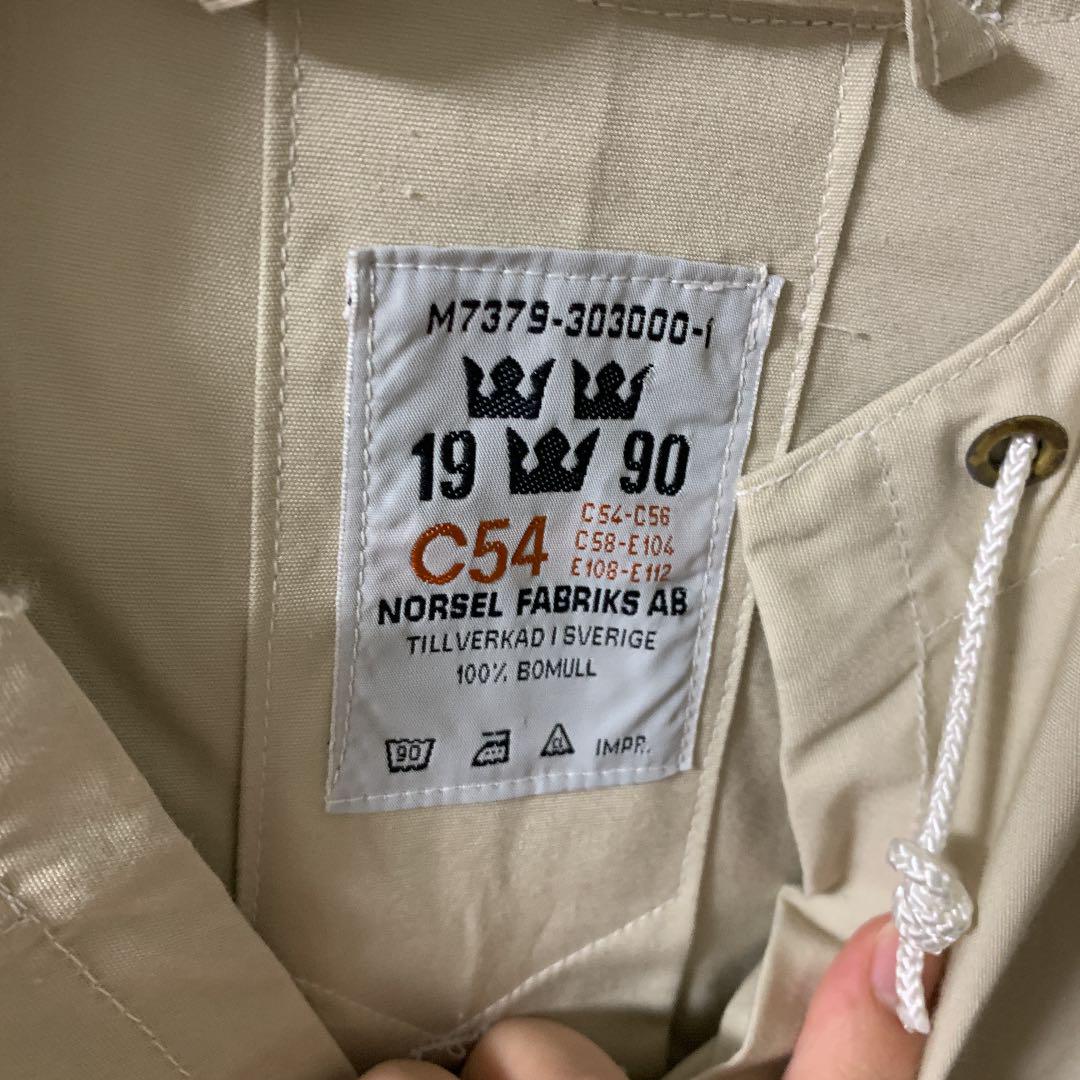 M7379-303000-1
19 90
C54
C54-C56
C58-E104
E108-E112
NORSEL FABRIKS AB
TILLVERKAD I SVERIGE
100% BOMULL
90 CL IMPR.